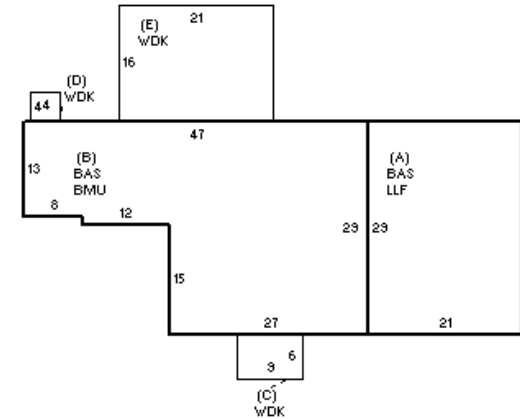 21
(E)
WDK
16
(D)
WDK
44
47
13
(B)
BAS
BMU
(A)
BAS
LLF
8
12
29
29
15
27
21
6
9
(C)
WDK